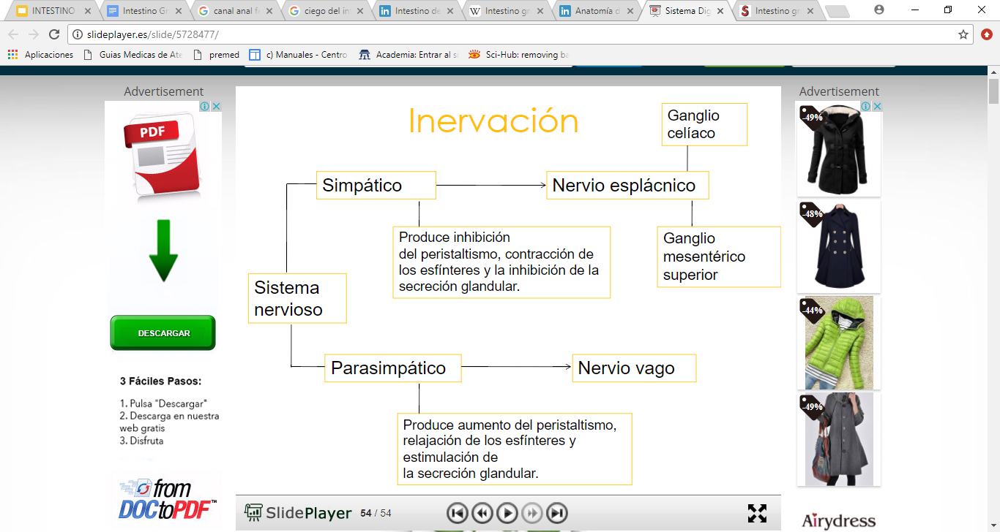 INTESTINO
Intestino Gr
canal anal f
ciego del in
Intestino de
Intestino gr
Anatomía d
Sistema Dig
Intestino gr
slideplayer.es/slide/5728477/
Aplicaciones
Guias Medicas de Ate
premed
c) Manuales - Centro
Academia: Entrar al s
Sci-Hub: removing ba
Advertisement
PDF
DESCARGAR
3 Fáciles Pasos:
1. Pulsa "Descargar"
2. Descarga en nuestra
web gratis
3. Disfruta
from
DOCtoPDF™
Inervación
Ganglio
celíaco
Simpático
Nervio esplácnico
Produce inhibición
del peristaltismo, contracción de
los esfínteres y la inhibición de la
secreción glandular.
Ganglio
mesentérico
superior
Sistema
nervioso
Parasimpático
Nervio vago
Produce aumento del peristaltismo,
relajación de los esfínteres y
estimulación de
la secreción glandular.
SlidePlayer
54 / 54
Advertisement
-49%
-48%
-44%
-49%
Airydress